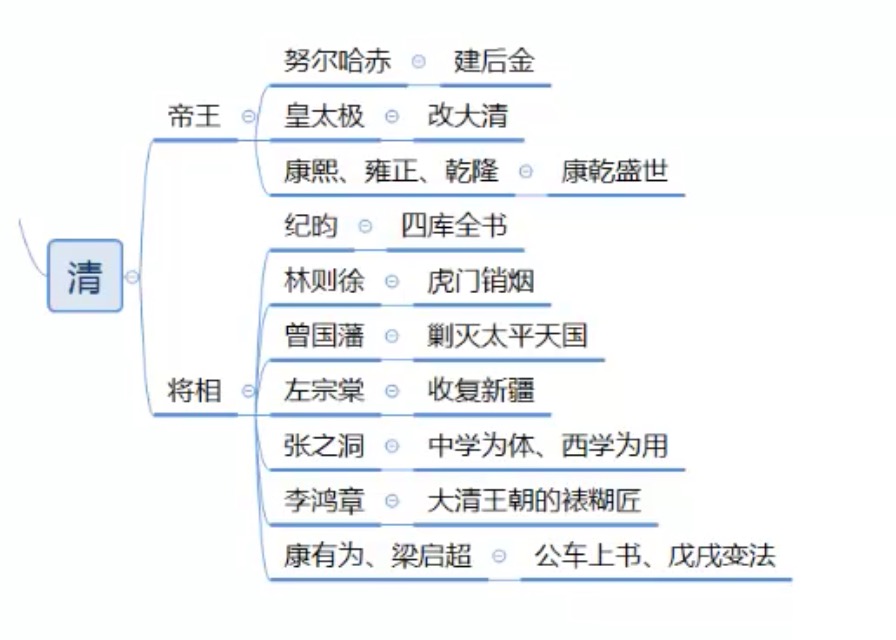 努尔哈赤 建后金
帝王 皇太极 改大清
康熙、雍正、乾隆 康乾盛世
纪昀 四库全书
清 林则徐 虎门销烟
曾国藩 剿灭太平天国
将相 左宗棠 收复新疆
张之洞 中学为体、西学为用
李鸿章 大清王朝的裱糊匠
康有为、梁启超 公车上书、戊戌变法